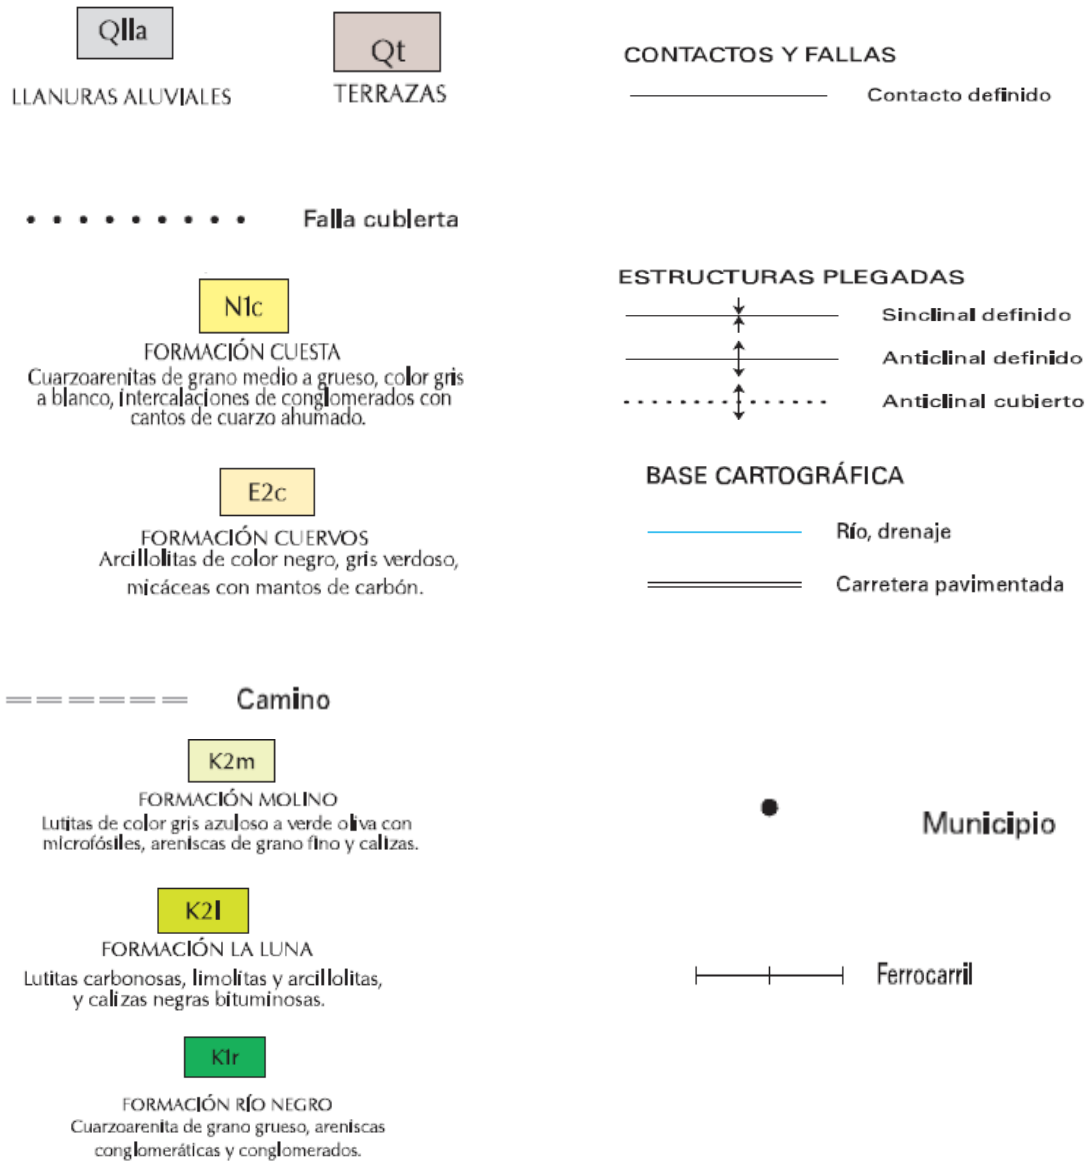 Qlla
LLANURAS ALUVIALES
Qt
TERRAZAS
CONTACTOS Y FALLAS
Contacto definido
Falla cubierta
N1c
FORMACIÓN CUESTA
Cuarzoarenitas de grano medio a grueso, color gris
a blanco, intercalaciones de conglomerados con
cantos de cuarzo ahumado.
ESTRUCTURAS PLEGADAS
Sinclinal definido
Anticlinal definido
Anticlinal cubierto
E2c
FORMACIÓN CUERVOS
Arcillolitas de color negro, gris verdoso,
micáceas con mantos de carbón.
BASE CARTOGRÁFICA
Río, drenaje
Carretera pavimentada
Camino
K2m
FORMACIÓN MOLINO
Lutitas de color gris azuloso a verde oliva con
microfósiles, areniscas de grano fino y calizas.
Municipio
K2l
FORMACIÓN LA LUNA
Lutitas carbonosas, limolitas y arcillolitas,
y calizas negras bituminosas.
Ferrocarril
K1r
FORMACIÓN RÍO NEGRO
Cuarzoarenita de grano grueso, areniscas
conglomeráticas y conglomerados.